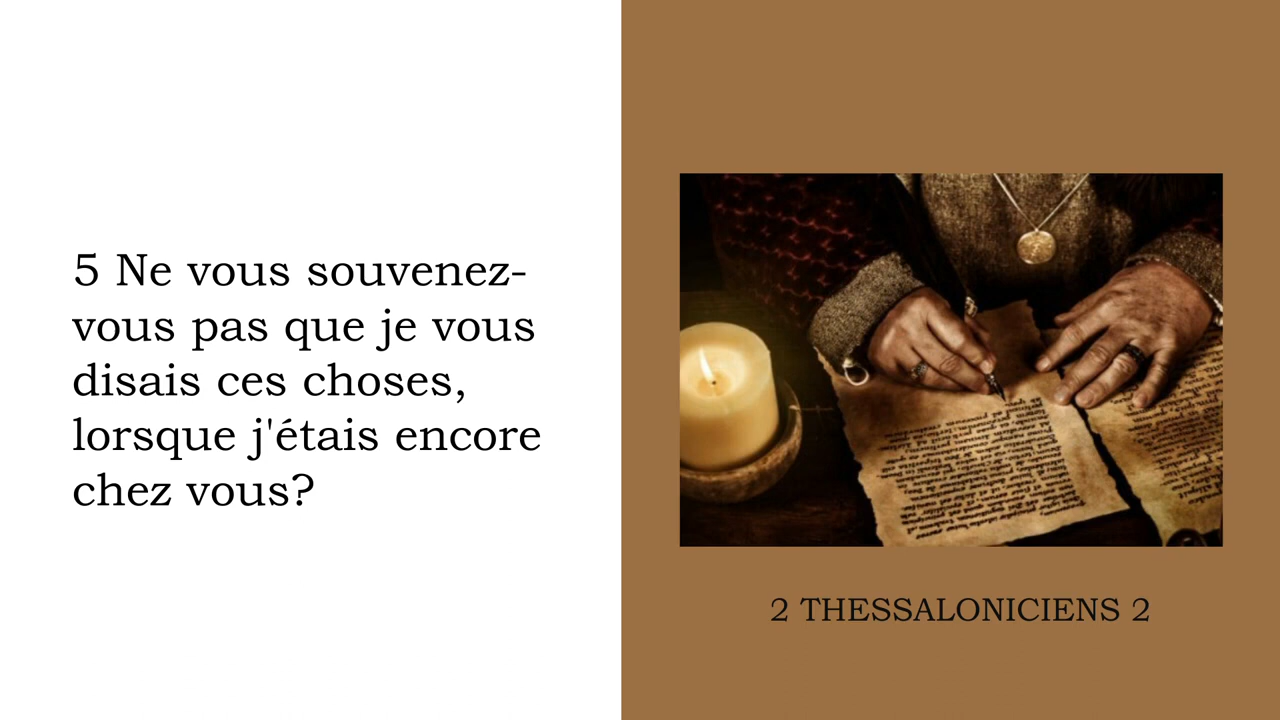 5 Ne vous souvenez-
vous pas que je vous
disais ces choses,
lorsque j'étais encore
chez vous?
2 THESSALONICIENS 2